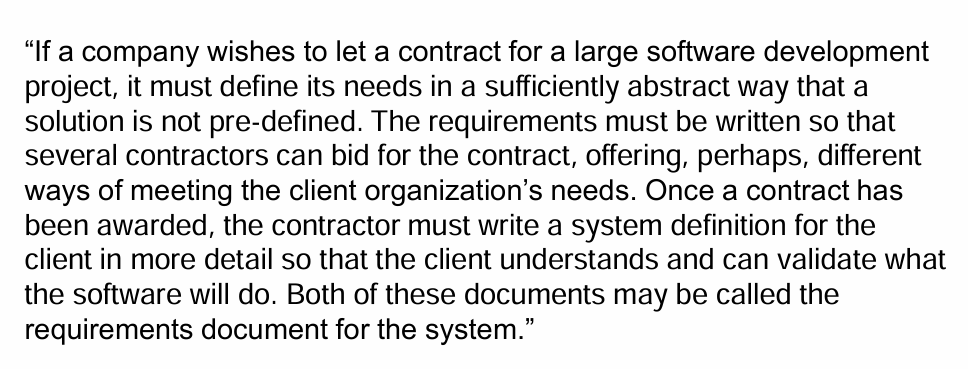 “If a company wishes to let a contract for a large software development
project, it must define its needs in a sufficiently abstract way that a
solution is not pre-defined. The requirements must be written so that
several contractors can bid for the contract, offering, perhaps, different
ways of meeting the client organization’s needs. Once a contract has
been awarded, the contractor must write a system definition for the
client in more detail so that the client understands and can validate what
the software will do. Both of these documents may be called the
requirements document for the system.”